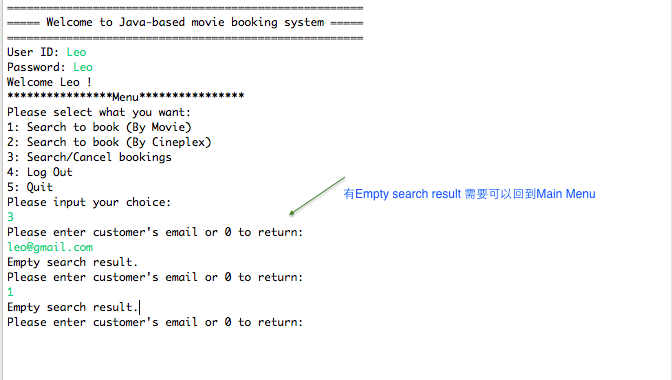 ======================================================
===== Welcome to Java-based movie booking system =====
======================================================
User ID: Leo
Password: Leo
Welcome Leo !
****************Menu****************
Please select what you want:
1: Search to book (By Movie)
2: Search to book (By Cineplex)
3: Search/Cancel bookings
4: Log Out
5: Quit
Please input your choice:
有Empty search result 需要可以回到Main Menu
3
Please enter customer's email or 0 to return:
leo@gmail.com
Empty search result.
Please enter customer's email or 0 to return:
1
Empty search result.
Please enter customer's email or 0 to return: